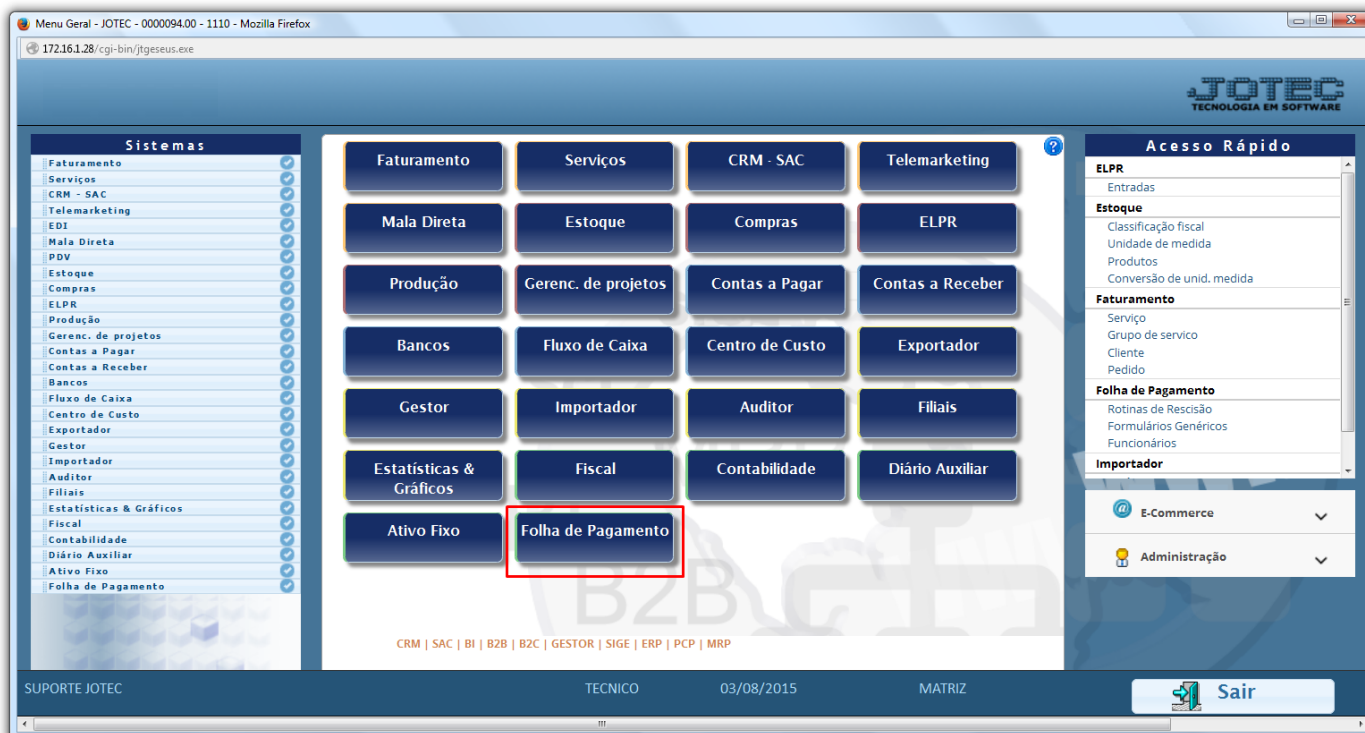 Menu Geral - JOTEC - 0000094.00 - 1110 - Mozilla Firefox
172.16.1.28/cgi-bin/jtgeseus.exe
JOTEC
TECNOLOGIA EM SOFTWARE
Sistemas
Faturamento
Serviços
CRM - SAC
Telemarketing
EDI
Mala Direta
PDV
Estoque
Compras
ELPR
Produção
Gerenc. de projetos
Contas a Pagar
Contas a Receber
Bancos
Fluxo de Caixa
Centro de Custo
Exportador
Gestor
Importador
Auditor
Filiais
Estatísticas & Gráficos
Fiscal
Contabilidade
Diário Auxiliar
Ativo Fixo
Folha de Pagamento
Faturamento
Serviços
CRM - SAC
Telemarketing
Mala Direta
Estoque
Compras
ELPR
Produção
Gerenc. de projetos
Contas a Pagar
Contas a Receber
Bancos
Fluxo de Caixa
Centro de Custo
Exportador
Gestor
Importador
Auditor
Filiais
Estatísticas &
Gráficos
Fiscal
Contabilidade
Diário Auxiliar
Ativo Fixo
Folha de Pagamento
B2B
CRM | SAC | BI | B2B | B2C | GESTOR | SIGE | ERP | PCP | MRP
Acesso Rápido
ELPR
Entradas
Estoque
Classificação fiscal
Unidade de medida
Produtos
Conversão de unid. medida
Faturamento
Serviço
Grupo de servico
Cliente
Pedido
Folha de Pagamento
Rotinas de Rescisão
Formulários Genéricos
Funcionários
Importador
E-Commerce
Administração
SUPORTE JOTEC
TECNICO
03/08/2015
MATRIZ
Sair